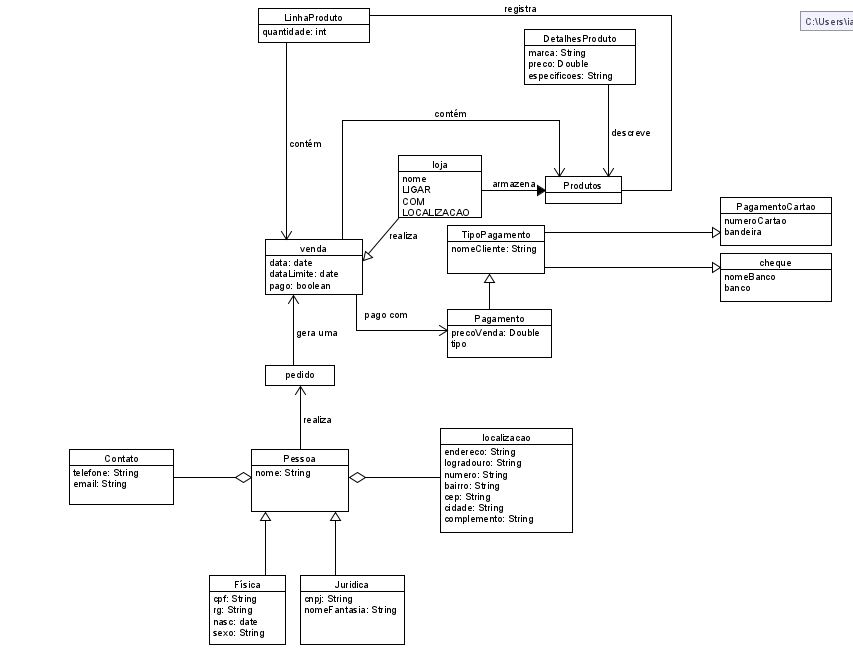 registra
LinhaProduto
quantidade: int
C:\Users\ia
DetalhesProduto
marca: String
preco: Double
especificoes: String
contém
descreve
contém
loja
nome
LIGAR
COM
LOCALIZACAO
armazena
Produtos
realiza
TipoPagamento
nomeCliente: String
PagamentoCartao
numeroCartao
bandeira
venda
data: date
dataLimite: date
pago: boolean
cheque
nomeBanco
banco
pago com
Pagamento
precoVenda: Double
tipo
gera uma
pedido
realiza
Contato
telefone: String
email: String
Pessoa
nome: String
localizacao
endereco: String
logradouro: String
numero: String
bairro: String
cep: String
cidade: String
complemento: String
Física
cpf: String
rg: String
nasc: date
sexo: String
Juridica
cnpj: String
nomeFantasia: String